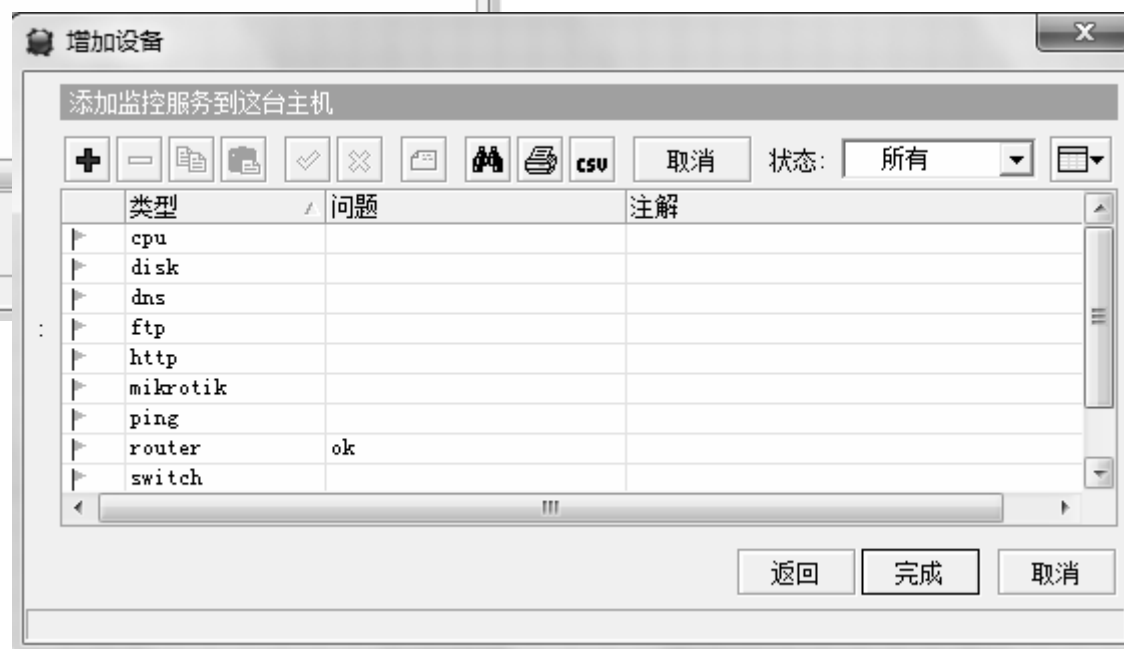 增加设备
添加监控服务到这台主机
csv 取消 状态: 所有
类型 问题 注解
cpu
disk
dns
ftp
:
http
mikrotik
ping
router ok
switch
返回 完成 取消